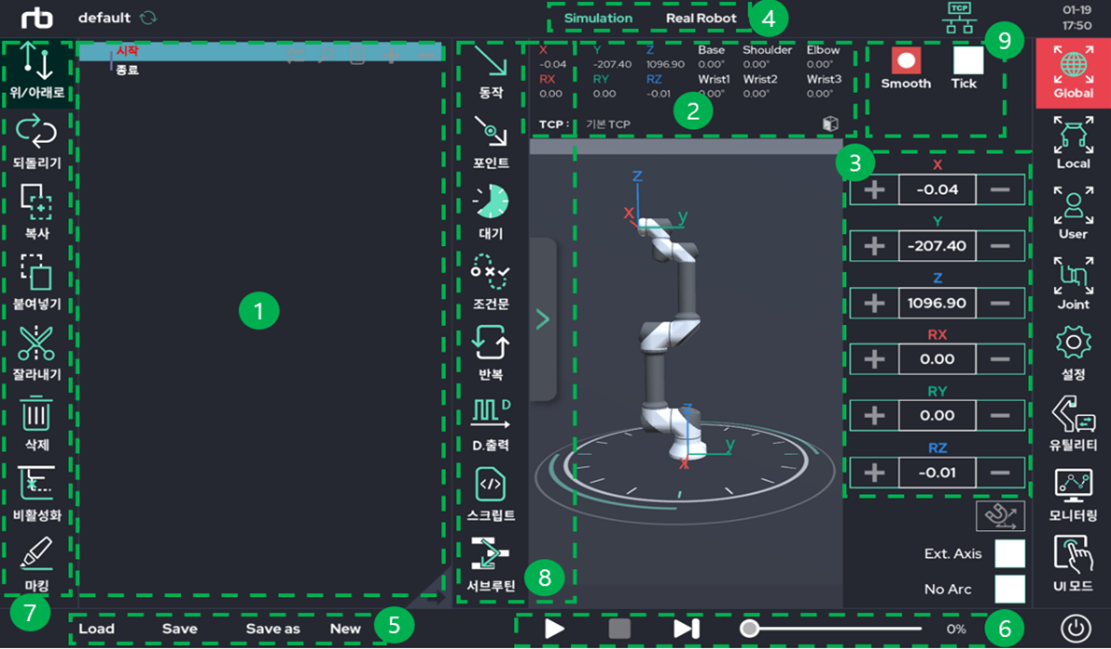 rb default
Simulation Real Robot 4
TCP
01-19
17:50
위/아래로
되돌리기
복사
붙여넣기
잘라내기
삭제
비활성화
마킹
7
시작
종료
1
동작
포인트
대기
조건문
반복
D
D.출력
스크립트
서브루틴
8
X Y Z Base Shoulder Elbow
-0.04 -207.40 1096.90 0.00° 0.00° 0.00°
RX RY RZ Wrist1 Wrist2 Wrist3
0.00 0.00 -0.01 0.00° 0.00° 0.00°
2
TCP : 기본 TCP
Z
X
y
Z
y
X
9
Smooth Tick
3
X
+ -0.04 −
Y
+ -207.40 −
Z
+ 1096.90 −
RX
+ 0.00 −
RY
+ 0.00 −
RZ
+ -0.01 −
Ext. Axis
No Arc
Global
Local
User
Joint
설정
유틸리티
모니터링
UI 모드
Load Save Save as New 5
0% 6